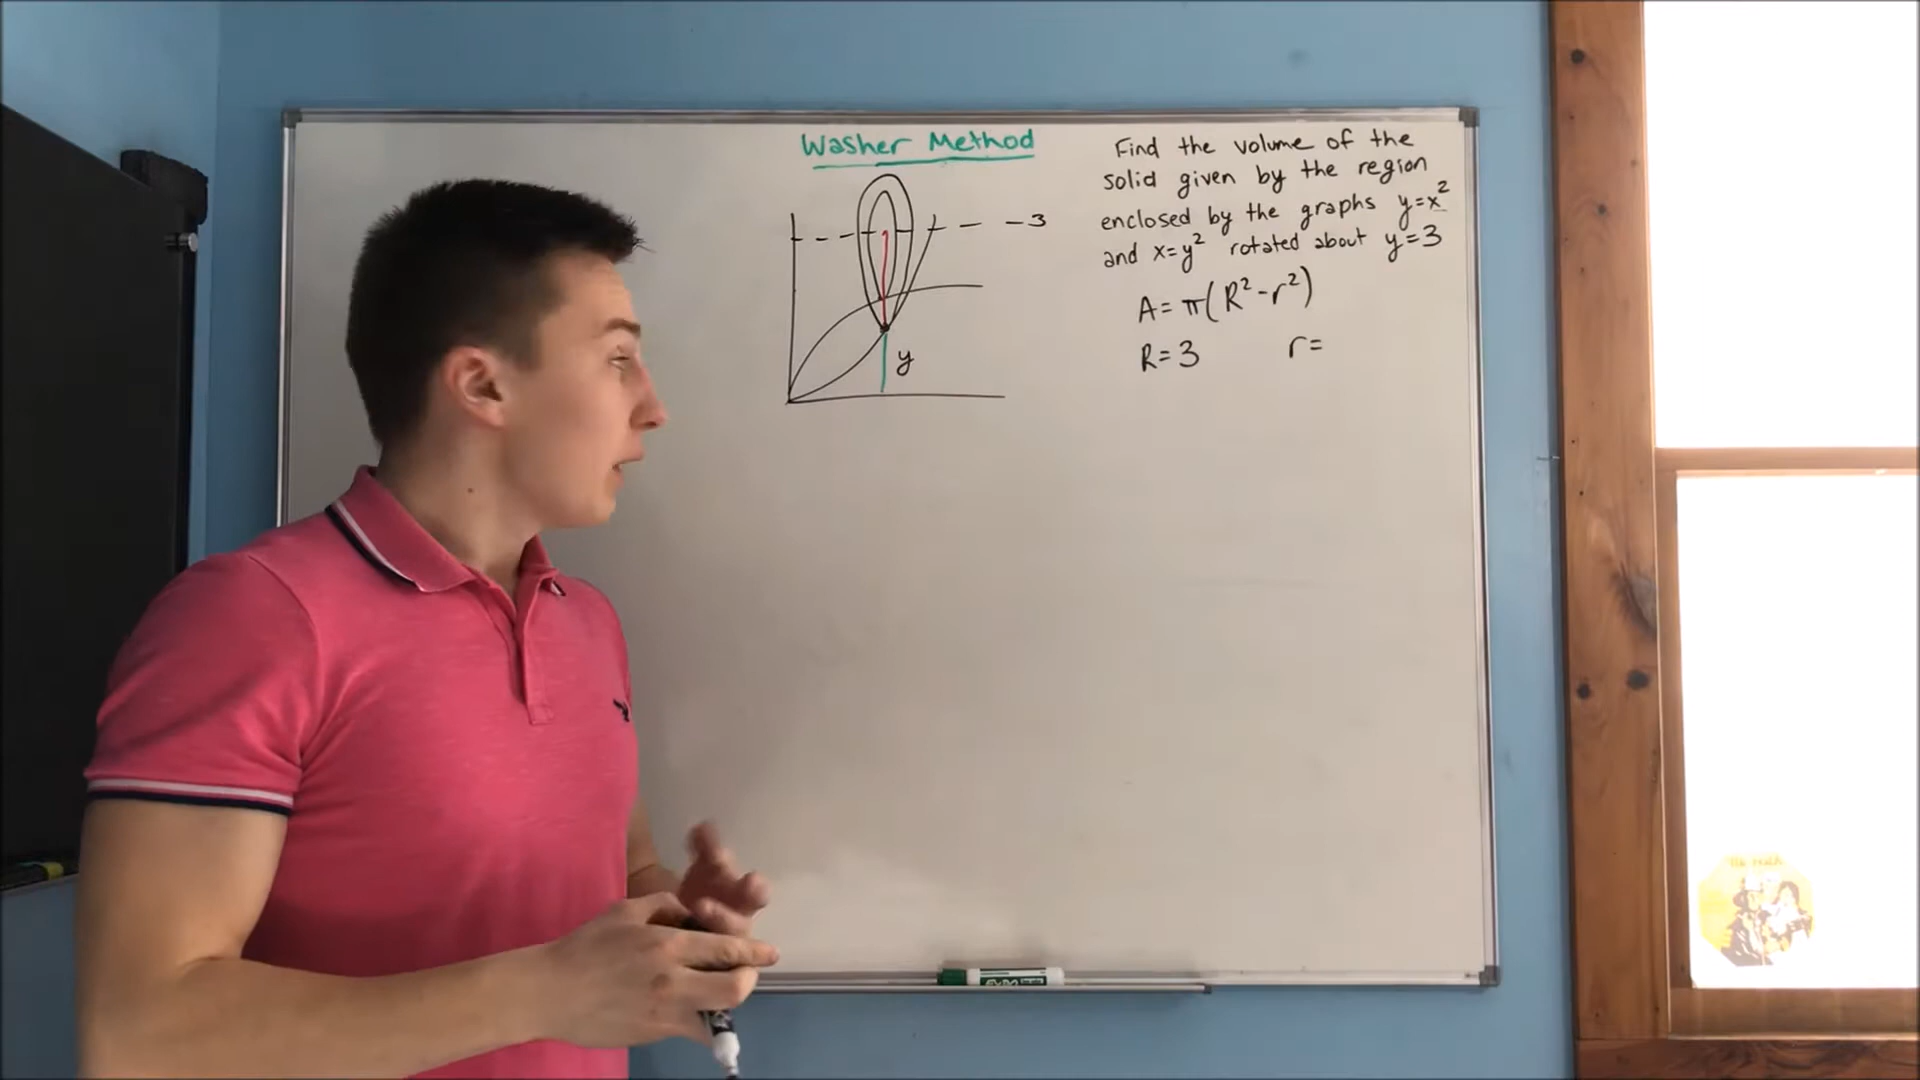 Washer Method
3
y
Find the volume of the
solid given by the region
enclosed by the graphs y=x²
and x=y² rotated about y=3
A=π(R²-r²)
R=3 r=
EXPO